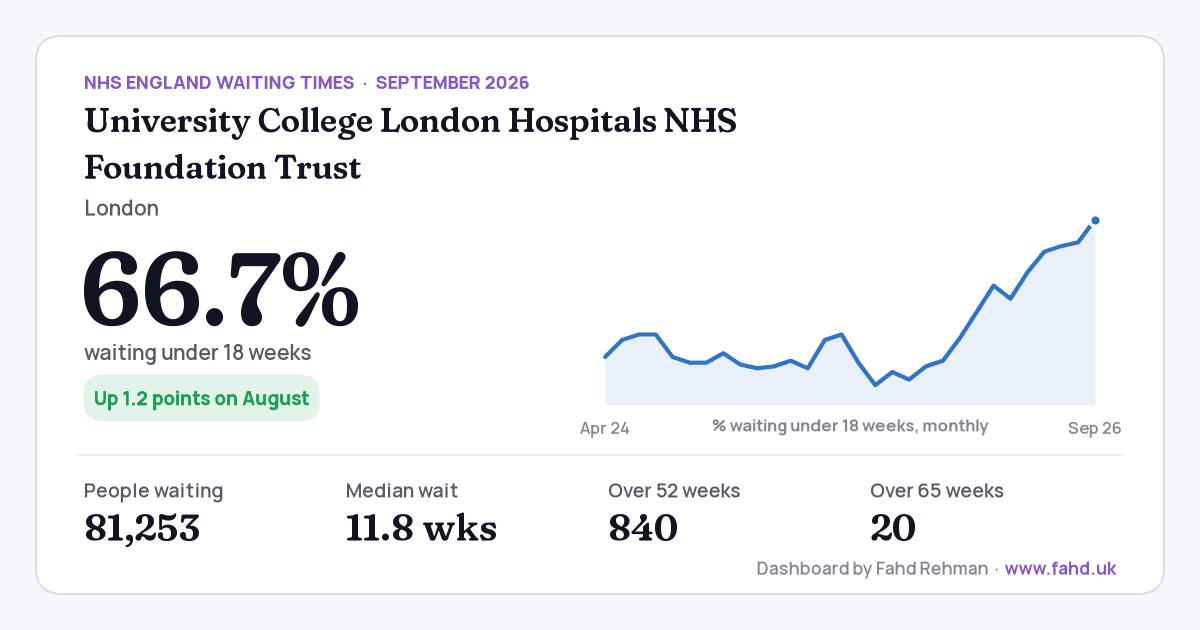 NHS ENGLAND WAITING TIMES · SEPTEMBER 2026
University College London Hospitals NHS
Foundation Trust
London
66.7%
waiting under 18 weeks
Up 1.2 points on August
Apr 24
% waiting under 18 weeks, monthly
Sep 26
People waiting
81,253
Median wait
11.8 wks
Over 52 weeks
840
Over 65 weeks
20
Dashboard by Fahd Rehman · www.fahd.uk